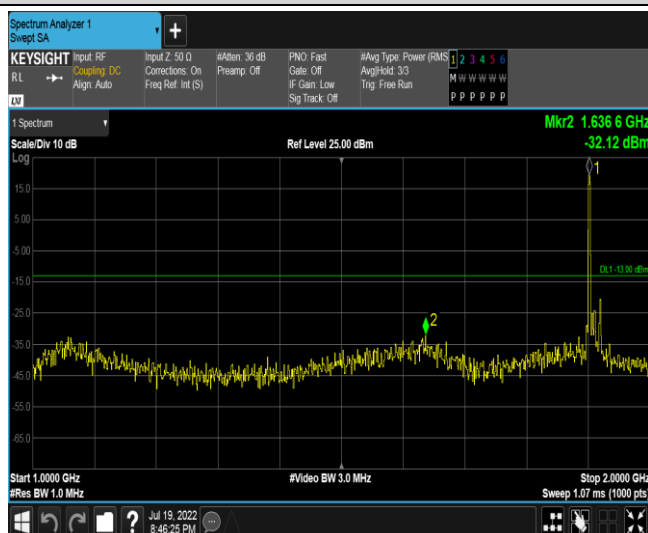 Spectrum Analyzer 1
Swept SA
+
KEYSIGHT
RL
LXI
Input: RF
Coupling: DC
Align: Auto
Input Z: 50 Ω
Corrections: On
Freq Ref: Int (S)
#Atten: 36 dB
Preamp: Off
PNO: Fast
Gate: Off
IF Gain: Low
Sig Track: Off
#Avg Type: Power (RMS
Avg|Hold: 3/3
Trig: Free Run
1 2 3 4 5 6
M W W W W W
P P P P P P
1 Spectrum
Mkr2 1.636 6 GHz
-32.12 dBm
Scale/Div 10 dB
Ref Level 25.00 dBm
Log
15.0
5.00
-5.00
-15.0
-25.0
-35.0
-45.0
-55.0
-65.0
1
2
DL1 -13.00 dBm
Start 1.0000 GHz
#Video BW 3.0 MHz
Stop 2.0000 GHz
#Res BW 1.0 MHz
Sweep 1.07 ms (1000 pts)
?
Jul 19, 2022
8:46:25 PM